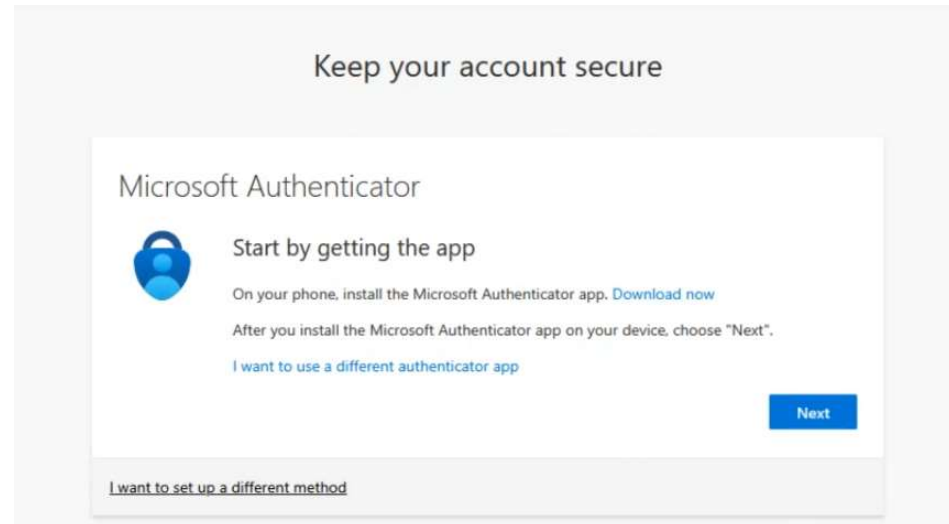 Keep your account secure
Microsoft Authenticator
Start by getting the app
On your phone, install the Microsoft Authenticator app. Download now
After you install the Microsoft Authenticator app on your device, choose "Next".
I want to use a different authenticator app
Next
I want to set up a different method